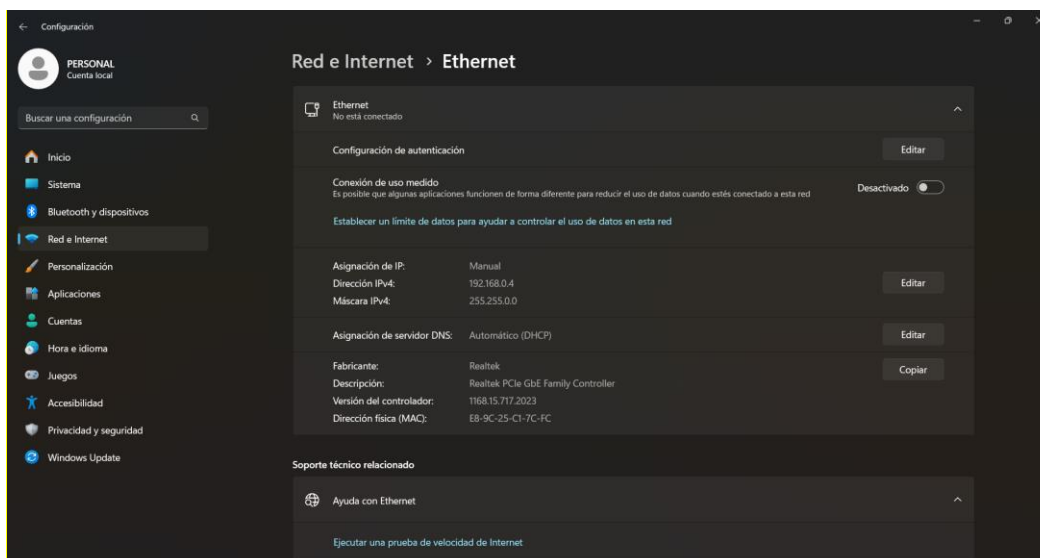 Configuración
PERSONAL
Cuenta local
Buscar una configuración
Inicio
Sistema
Bluetooth y dispositivos
Red e Internet
Personalización
Aplicaciones
Cuentas
Hora e idioma
Juegos
Accesibilidad
Privacidad y seguridad
Windows Update
Red e Internet › Ethernet
Ethernet
No está conectado
Configuración de autenticación Editar
Conexión de uso medido
Es posible que algunas aplicaciones funcionen de forma diferente para reducir el uso de datos cuando estés conectado a esta red
Desactivado
Establecer un límite de datos para ayudar a controlar el uso de datos en esta red
Asignación de IP: Manual
Dirección IPv4: 192.168.0.4
Máscara IPv4: 255.255.0.0
Editar
Asignación de servidor DNS: Automático (DHCP) Editar
Fabricante: Realtek
Descripción: Realtek PCIe GbE Family Controller
Versión del controlador: 1168.15.717.2023
Dirección física (MAC): E8-9C-25-C1-7C-FC
Copiar
Soporte técnico relacionado
Ayuda con Ethernet
Ejecutar una prueba de velocidad de Internet